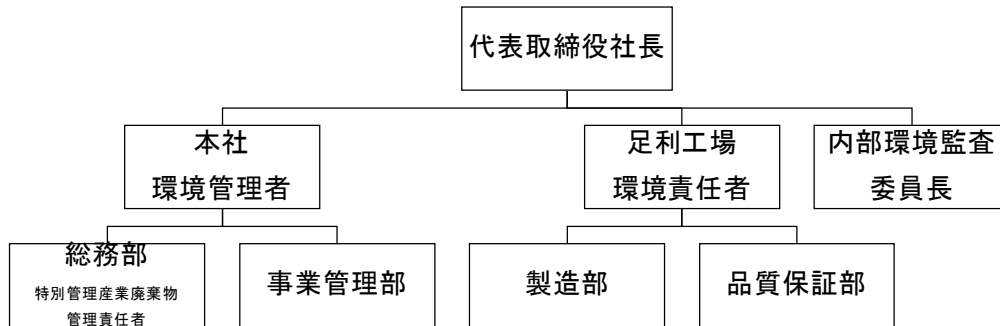 代表取締役社長
本社
環境管理者
足利工場
環境責任者
内部環境監査
委員長
総務部
特別管理産業廃棄物
管理責任者
事業管理部
製造部
品質保証部